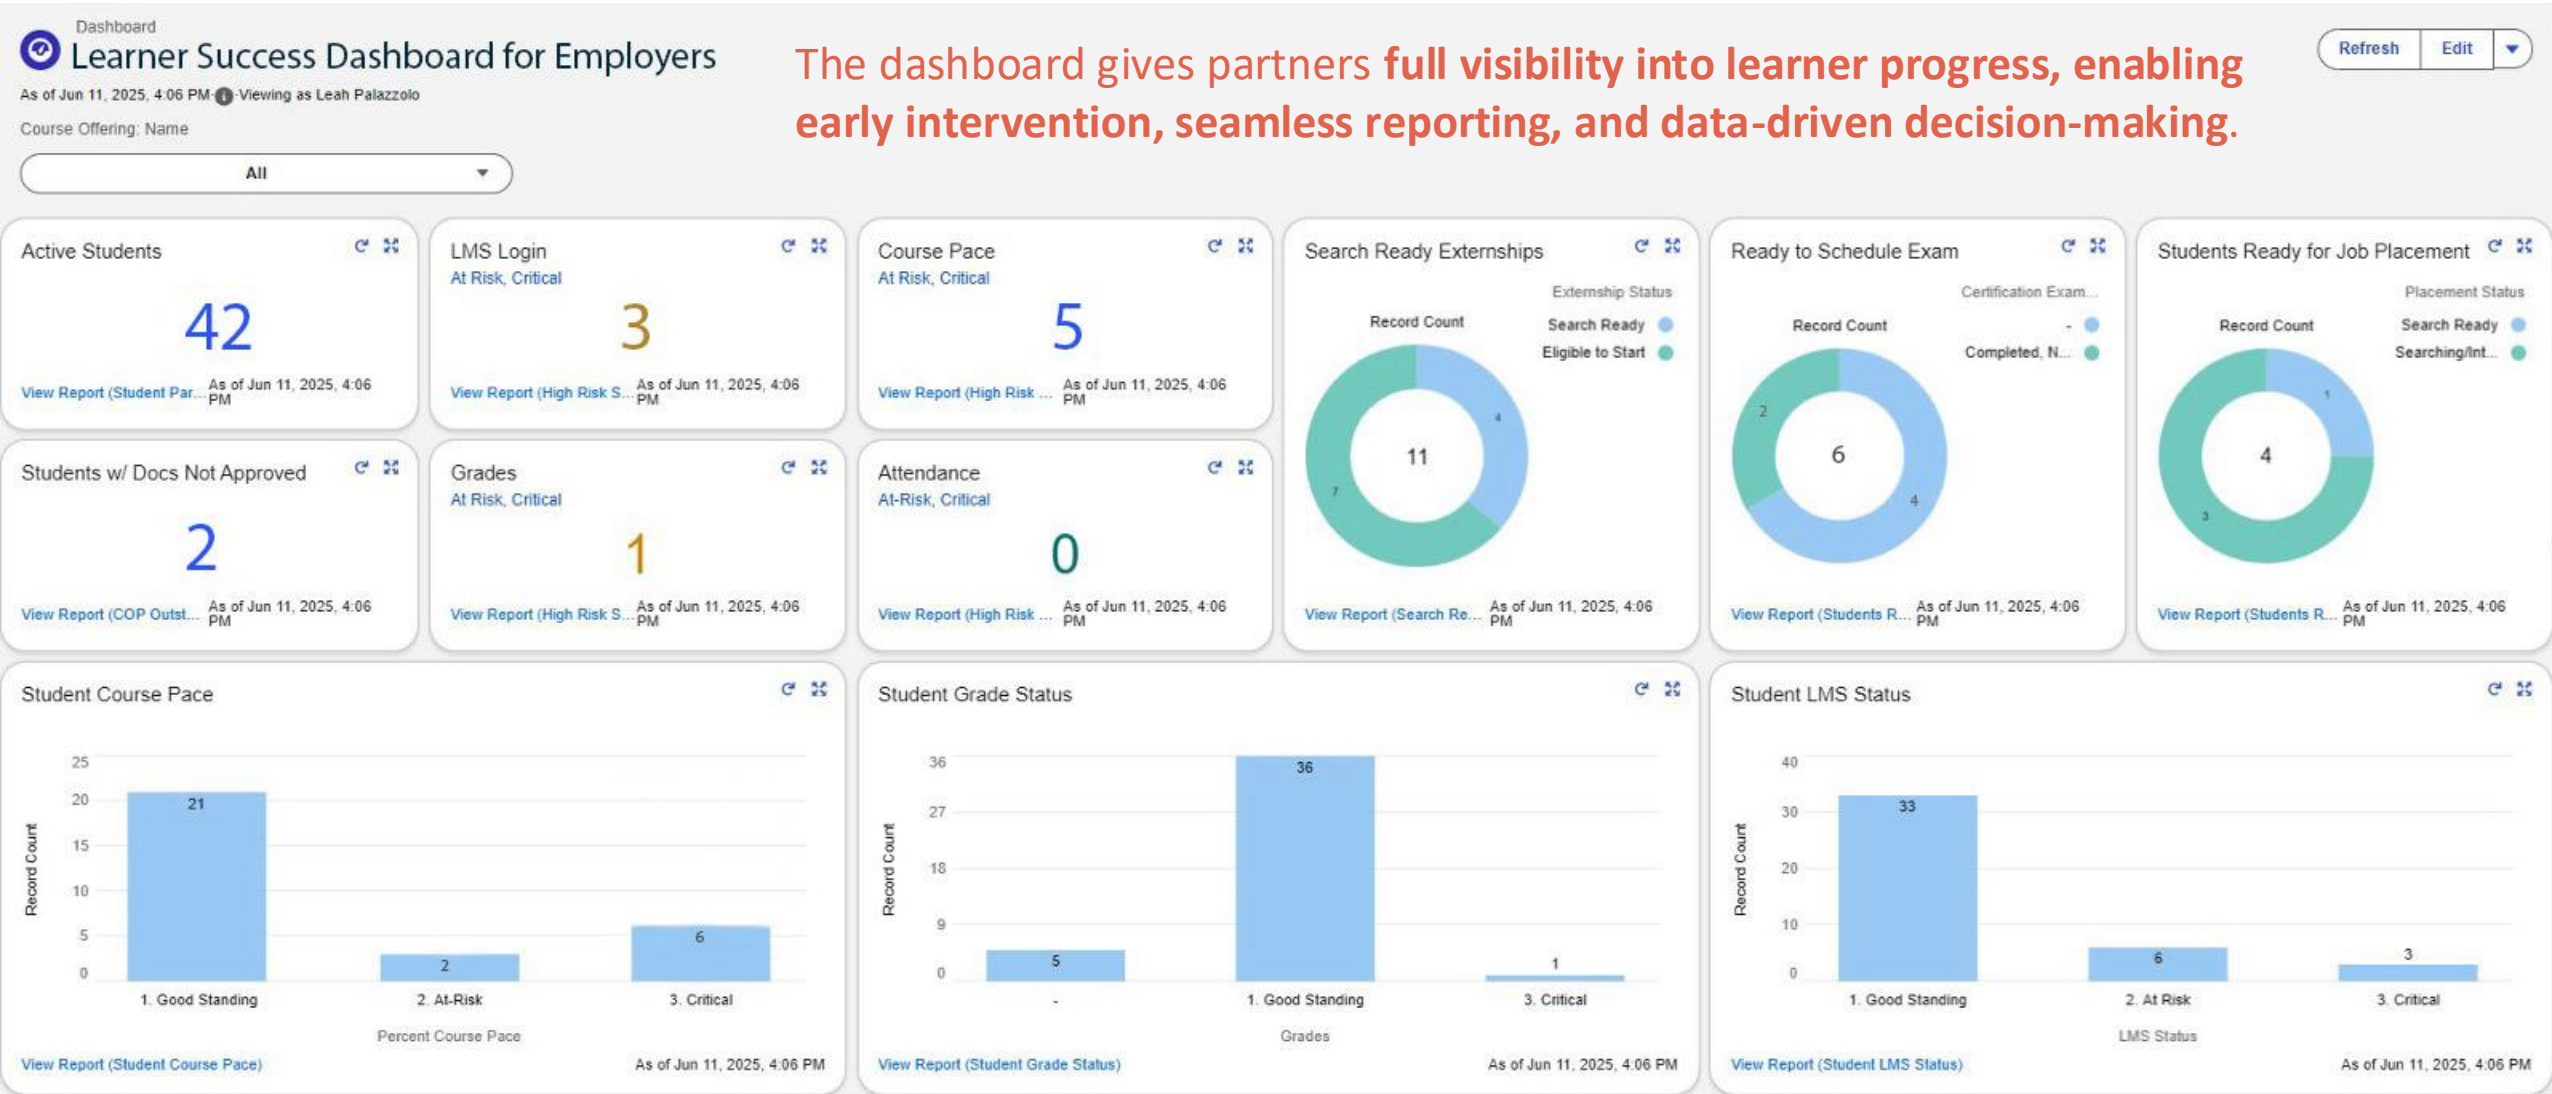 Dashboard
Learner Success Dashboard for Employers
As of Jun 11, 2025, 4:06 PM Viewing as Leah Palazzolo
Course Offering: Name
All
The dashboard gives partners full visibility into learner progress, enabling
early intervention, seamless reporting, and data-driven decision-making.
Refresh
Edit
Active Students
42
View Report (Student Par...
As of Jun 11, 2025, 4:06
PM
LMS Login
At Risk, Critical
3
View Report (High Risk S...
As of Jun 11, 2025, 4:06
PM
Course Pace
At Risk, Critical
5
View Report (High Risk ...
As of Jun 11, 2025, 4:06
PM
Students w/ Docs Not Approved
2
View Report (COP Outst...
As of Jun 11, 2025, 4:06
PM
Grades
At Risk, Critical
1
View Report (High Risk S...
As of Jun 11, 2025, 4:06
PM
Attendance
At-Risk, Critical
0
View Report (High Risk ...
As of Jun 11, 2025, 4:06
PM
Search Ready Externships
Externship Status
Record Count
Search Ready
Eligible to Start
4
11
7
View Report (Search Re...
As of Jun 11, 2025, 4:06
PM
Ready to Schedule Exam
Certification Exam...
Record Count
-
Completed, N...
2
6
4
View Report (Students R...
As of Jun 11, 2025, 4:06
PM
Students Ready for Job Placement
Placement Status
Record Count
Search Ready
Searching/Int...
1
4
3
View Report (Students R...
As of Jun 11, 2025, 4:06
PM
Student Course Pace
Record Count
25
20
15
10
5
0
21
2
6
1. Good Standing
2. At-Risk
3. Critical
Percent Course Pace
View Report (Student Course Pace)
As of Jun 11, 2025, 4:06 PM
Student Grade Status
Record Count
36
27
18
9
0
5
36
1
-
1. Good Standing
3. Critical
Grades
View Report (Student Grade Status)
As of Jun 11, 2025, 4:06 PM
Student LMS Status
Record Count
40
30
20
10
0
33
6
3
1. Good Standing
2. At Risk
3. Critical
LMS Status
View Report (Student LMS Status)
As of Jun 11, 2025, 4:06 PM